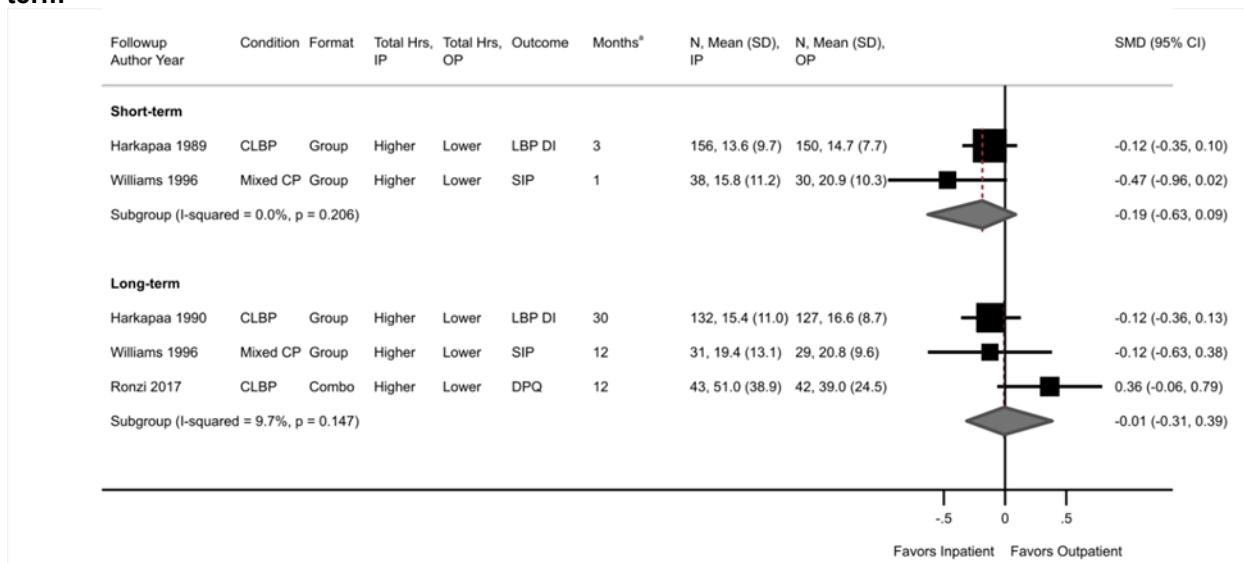 term
Followup Condition Format Total Hrs, Total Hrs, Outcome Months^a N, Mean (SD), N, Mean (SD), SMD (95% CI)
Author Year IP OP IP OP
Short-term
Harkapaa 1989 CLBP Group Higher Lower LBP DI 3 156, 13.6 (9.7) 150, 14.7 (7.7) -0.12 (-0.35, 0.10)
Williams 1996 Mixed CP Group Higher Lower SIP 1 38, 15.8 (11.2) 30, 20.9 (10.3) -0.47 (-0.96, 0.02)
Subgroup (I-squared = 0.0%, p = 0.206) -0.19 (-0.63, 0.09)
Long-term
Harkapaa 1990 CLBP Group Higher Lower LBP DI 30 132, 15.4 (11.0) 127, 16.6 (8.7) -0.12 (-0.36, 0.13)
Williams 1996 Mixed CP Group Higher Lower SIP 12 31, 19.4 (13.1) 29, 20.8 (9.6) -0.12 (-0.63, 0.38)
Ronzi 2017 CLBP Combo Higher Lower DPQ 12 43, 51.0 (38.9) 42, 39.0 (24.5) 0.36 (-0.06, 0.79)
Subgroup (I-squared = 9.7%, p = 0.147) -0.01 (-0.31, 0.39)
-.5 0 .5
Favors Inpatient Favors Outpatient